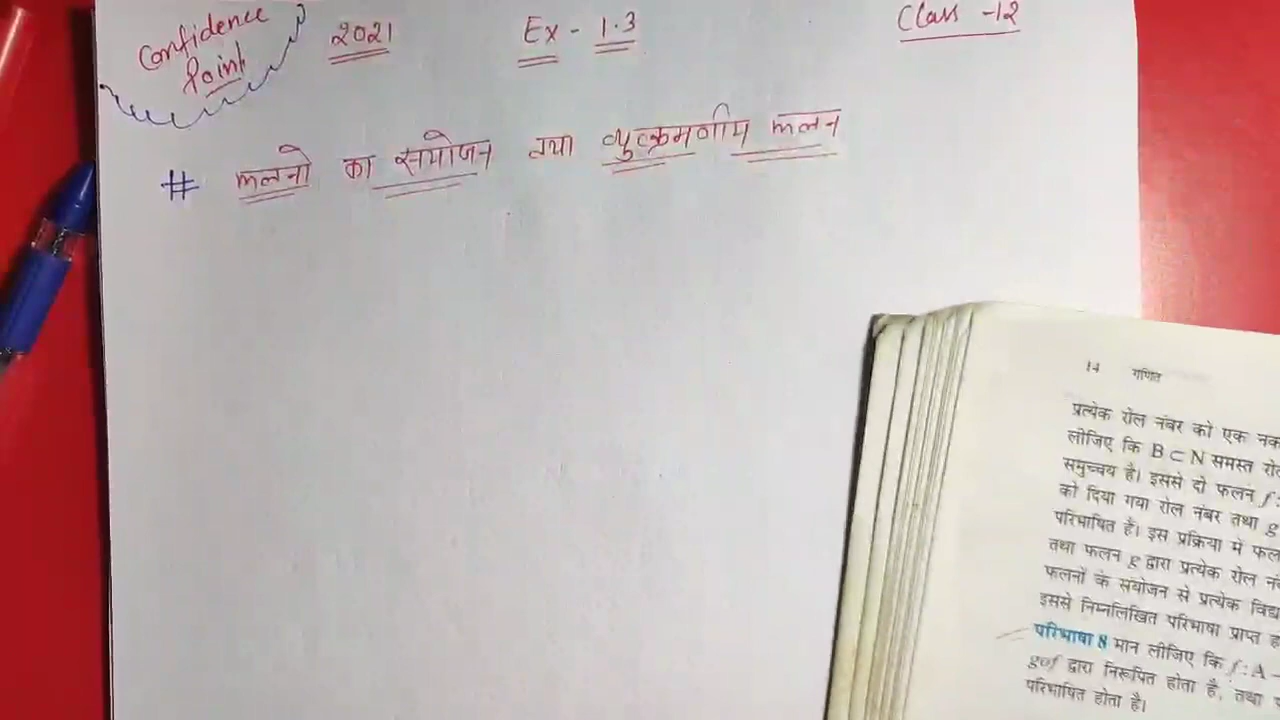 Confidence
Point
2021
Ex - 1.3
Class -12
# फलनो का संयोजन तथा व्युत्क्रमणीय फलन
14 गणित
प्रत्येक रोल नंबर को एक
लीजिए कि B ⊂ N समस्त
समुच्चय है। इससे दो फलन f :
को दिया गया रोल नंबर तथा g
परिभाषित है। इस प्रक्रिया में
तथा फलन g द्वारा प्रत्येक रोल
फलनों के संयोजन से प्रत्येक
इससे निम्नलिखित परिभाषा प्राप्त
परिभाषा 8 मान लीजिए कि f : A
gof द्वारा निरूपित होता है, तथा
परिभाषित होता है।